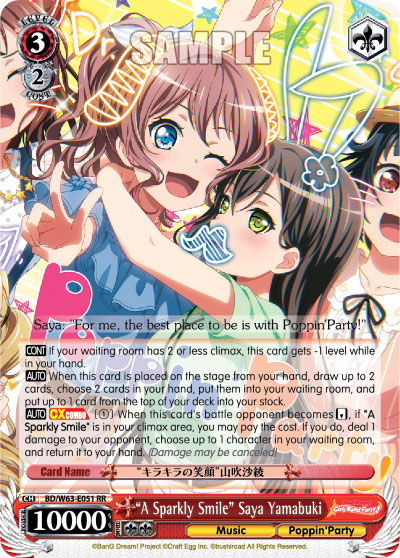 LEVEL
3
2
COST
Dr
SAMPLE
Saya: "For me, the best place to be is with Poppin'Party!"
CONT If your waiting room has 2 or less climax, this card gets -1 level while
in your hand.
AUTO When this card is placed on the stage from your hand, draw up to 2
cards, choose 2 cards in your hand, put them into your waiting room, and
put up to 1 card from the top of your deck into your stock.
AUTO CXCOMBO [(1)] When this card's battle opponent becomes, if "A
Sparkly Smile" is in your climax area, you may pay the cost. If you do, deal 1
damage to your opponent, choose up to 1 character in your waiting room,
and return it to your hand. (Damage may be canceled)
Card Name
"キラキラの笑顔"山吹沙綾
CH BD/W63-E051 RR
10000
"A Sparkly Smile" Saya Yamabuki
Music
Poppin'Party
©BanG Dream! Project ©Craft Egg Inc. ©bushiroad All Rights Reserved.